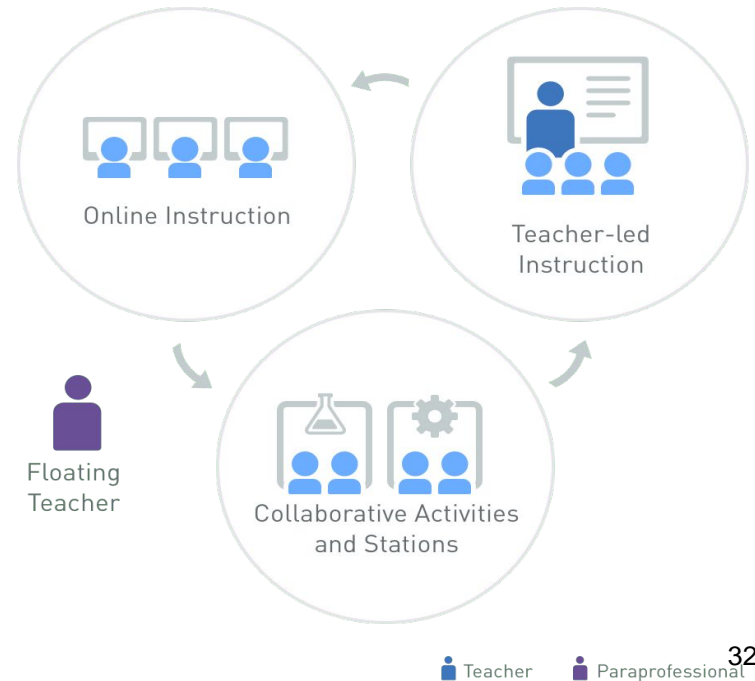 Online Instruction
Teacher-led
Instruction
Floating
Teacher
Collaborative Activities
and Stations
Teacher
Paraprofessional
32